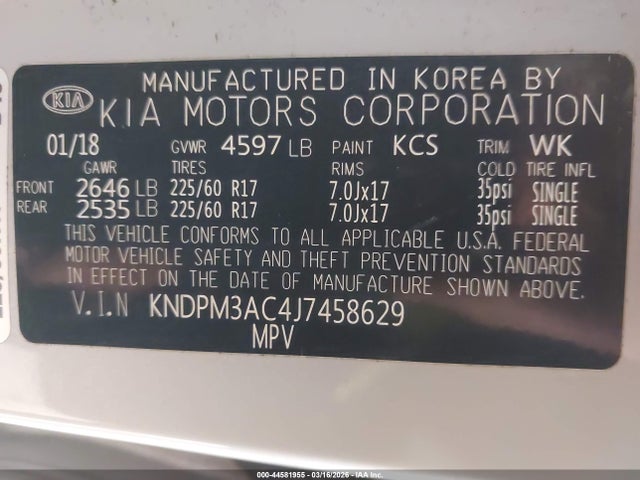 KIA
MANUFACTURED IN KOREA BY
KIA MOTORS CORPORATION
01/18 GVWR 4597 LB PAINT KCS TRIM WK
GAWR TIRES RIMS COLD TIRE INFL
FRONT 2646 LB 225/60 R17 7.0Jx17 35psi SINGLE
REAR 2535 LB 225/60 R17 7.0Jx17 35psi SINGLE
THIS VEHICLE CONFORMS TO ALL APPLICABLE U.S.A. FEDERAL
MOTOR VEHICLE SAFETY AND THEFT PREVENTION STANDARDS
IN EFFECT ON THE DATE OF MANUFACTURE SHOWN ABOVE.
V.I.N KNDPM3AC4J7458629
MPV
000-44581955 | 03/16/2026 | IAA, Inc.